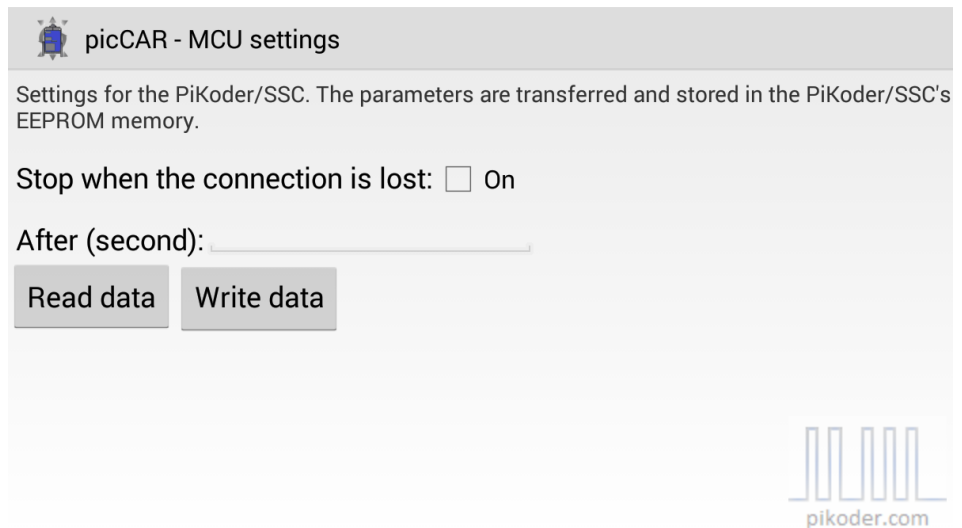 picCAR - MCU settings
Settings for the PiKoder/SSC. The parameters are transferred and stored in the PiKoder/SSC's
EEPROM memory.
Stop when the connection is lost: On
After (second):
Read data Write data
pikoder.com